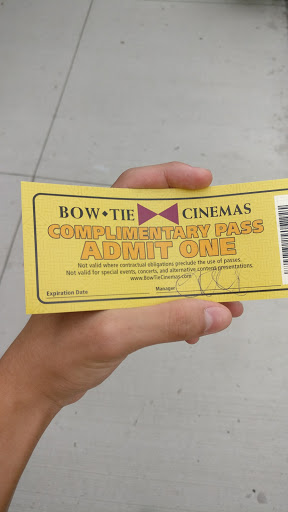 BOW TIE CINEMAS
COMPLIMENTARY PASS
ADMIT ONE
Not valid where contractual obligations preclude the use of passes.
Not valid for special events, concerts, and alternative content presentations.
www.BowTieCinemas.com
Expiration Date
Manager